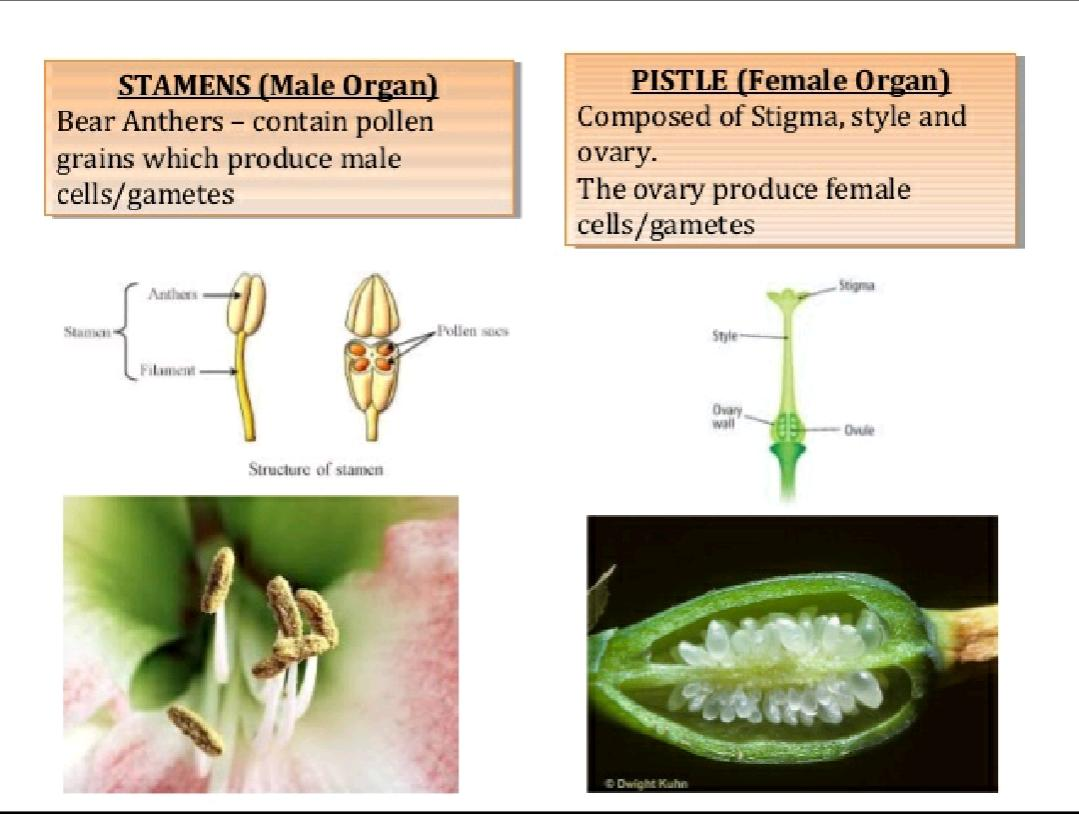 STAMENS (Male Organ)
Bear Anthers – contain pollen
grains which produce male
cells/gametes
PISTLE (Female Organ)
Composed of Stigma, style and
ovary.
The ovary produce female
cells/gametes
Anthers
Stamen
Filament
Pollen sacs
Structure of stamen
Stigma
Style
Ovary
wall
Ovule
© Dwight Kuhn